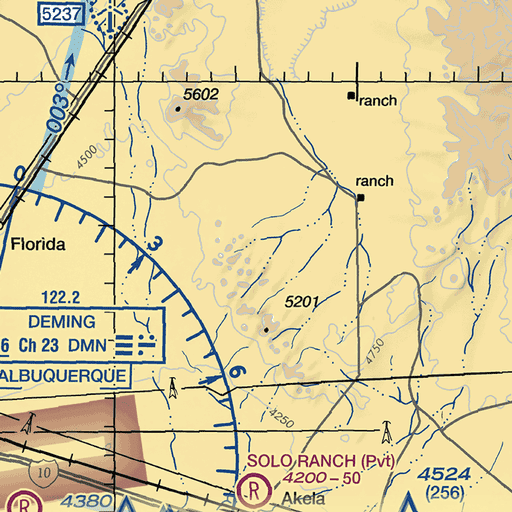 5237
003°→
5602
ranch
4500
0
ranch
Florida
3
122.2
DEMING
6 Ch 23 DMN
ALBUQUERQUE
5201
4750
6
4250
10
SOLO RANCH (Pvt)
4200 - 50
R
Akela
4524
(256)
R
4380